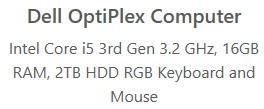 Dell OptiPlex Computer
Intel Core i5 3rd Gen 3.2 GHz, 16GB
RAM, 2TB HDD RGB Keyboard and
Mouse